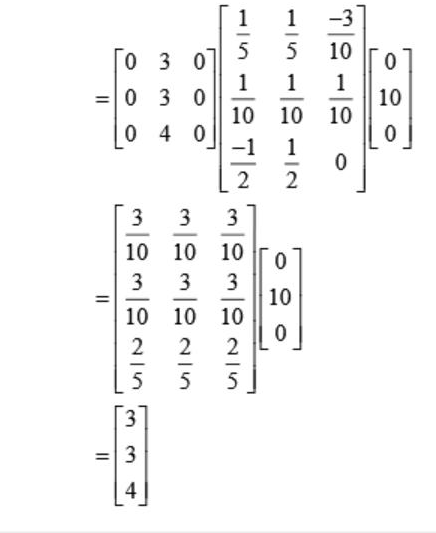 = [0 3 0; 0 3 0; 0 4 0] [1/5 1/5 -3/10; 1/10 1/10 1/10; -1/2 1/2 0] [0; 10; 0]
= [3/10 3/10 3/10; 3/10 3/10 3/10; 2/5 2/5 2/5] [0; 10; 0]
= [3; 3; 4]